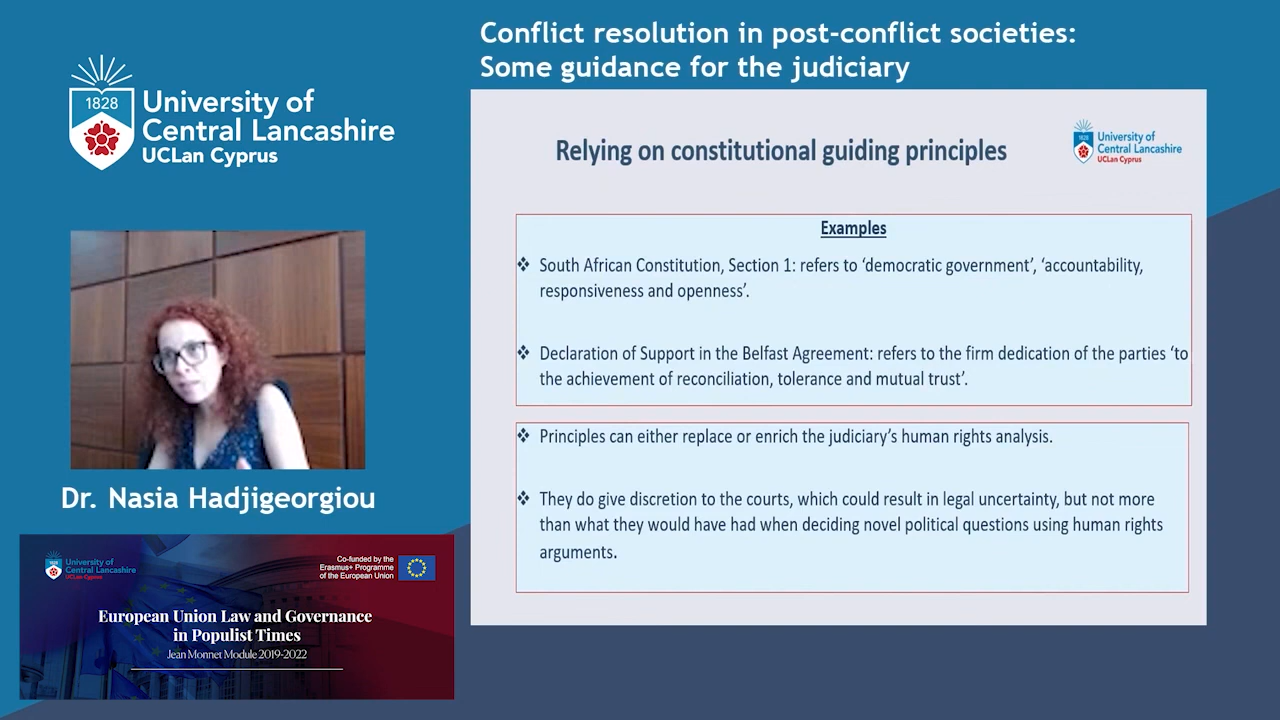 Conflict resolution in post-conflict societies:
Some guidance for the judiciary
1828
University of
Central Lancashire
UCLan Cyprus
Relying on constitutional guiding principles
1828
University of
Central Lancashire
UCLan Cyprus
Examples
❖ South African Constitution, Section 1: refers to ‘democratic government’, ‘accountability,
responsiveness and openness’.
❖ Declaration of Support in the Belfast Agreement: refers to the firm dedication of the parties ‘to
the achievement of reconciliation, tolerance and mutual trust’.
❖ Principles can either replace or enrich the judiciary’s human rights analysis.
❖ They do give discretion to the courts, which could result in legal uncertainty, but not more
than what they would have had when deciding novel political questions using human rights
arguments.
Dr. Nasia Hadjigeorgiou
University of
Central Lancashire
UCLan Cyprus
Co-funded by the
Erasmus+ Programme
of the European Union
European Union Law and Governance
in Populist Times
Jean Monnet Module 2019-2022